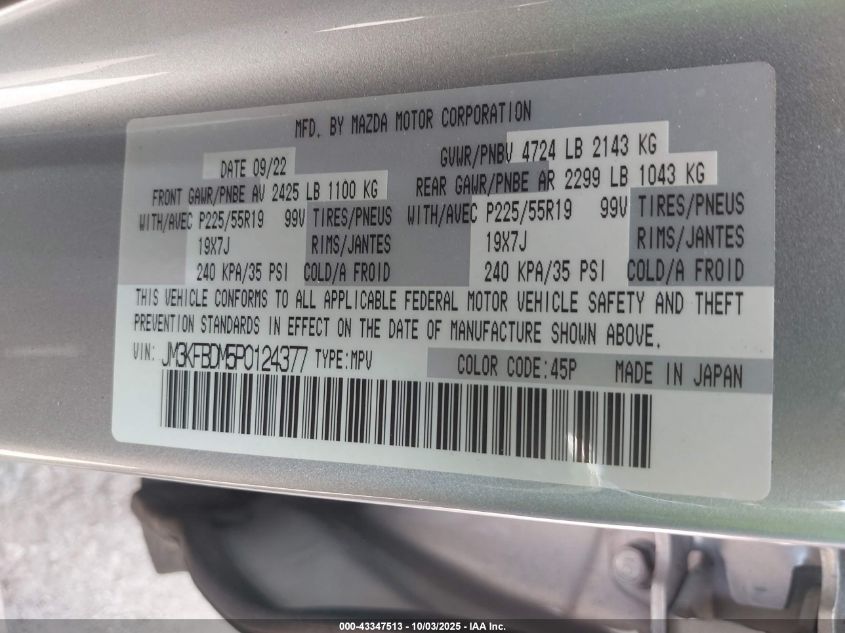 MFD. BY MAZDA MOTOR CORPORATION
DATE 09/22 GVWR/PNBV 4724 LB 2143 KG
FRONT GAWR/PNBE AV 2425 LB 1100 KG REAR GAWR/PNBE AR 2299 LB 1043 KG
WITH/AVEC P225/55R19 99V TIRES/PNEUS WITH/AVEC P225/55R19 99V TIRES/PNEUS
19X7J RIMS/JANTES 19X7J RIMS/JANTES
240 KPA/35 PSI COLD/A FROID 240 KPA/35 PSI COLD/A FROID
THIS VEHICLE CONFORMS TO ALL APPLICABLE FEDERAL MOTOR VEHICLE SAFETY AND THEFT
PREVENTION STANDARDS IN EFFECT ON THE DATE OF MANUFACTURE SHOWN ABOVE.
VIN: JM3KFBDM5P0124377 TYPE:MPV COLOR CODE:45P MADE IN JAPAN
000-43347513 - 10/03/2025 - IAA Inc.